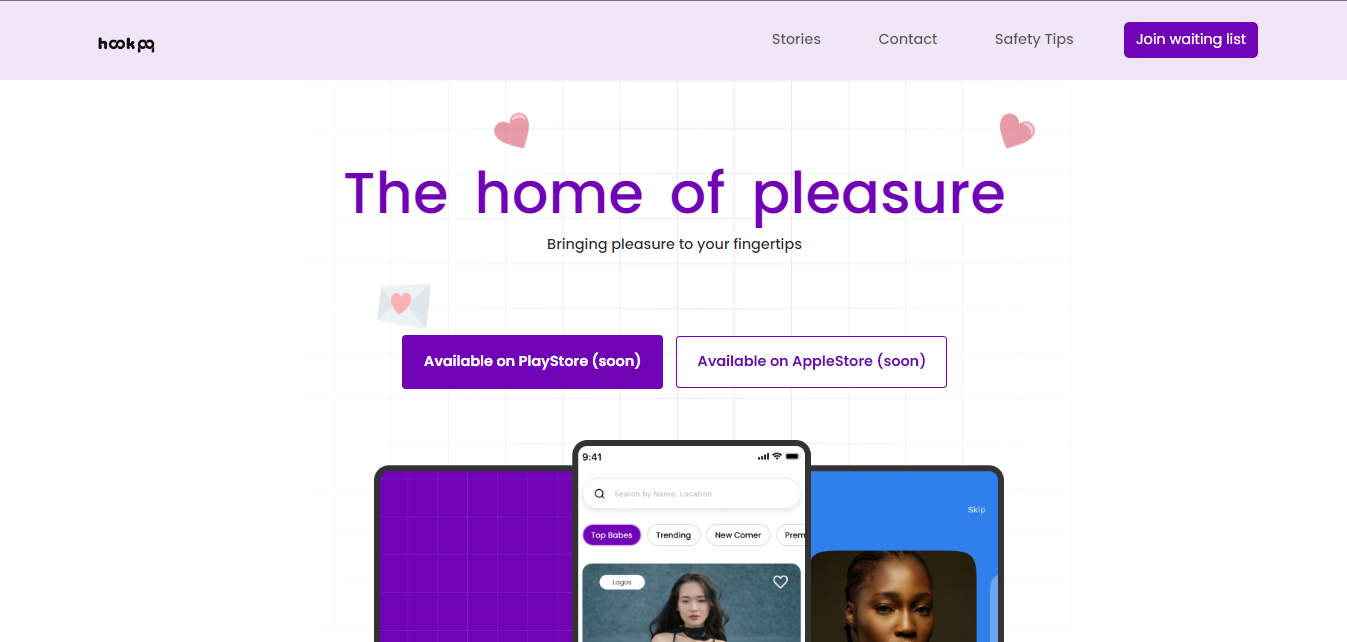 hookpq
Stories
Contact
Safety Tips
Join waiting list
The home of pleasure
Bringing pleasure to your fingertips
Available on PlayStore (soon)
Available on AppleStore (soon)
9:41
Search by Name, Location
Skip
Top Babes
Trending
New Comer
Prem
Lagos